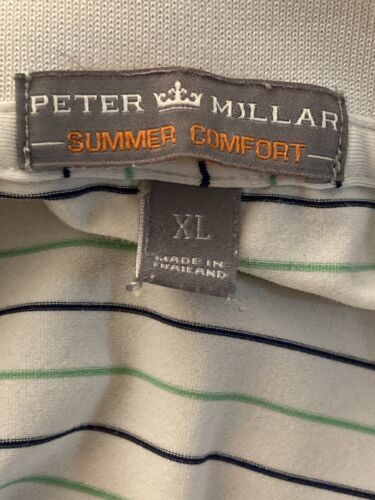 PETER MILLAR
SUMMER COMFORT
XL
MADE IN
THAILAND